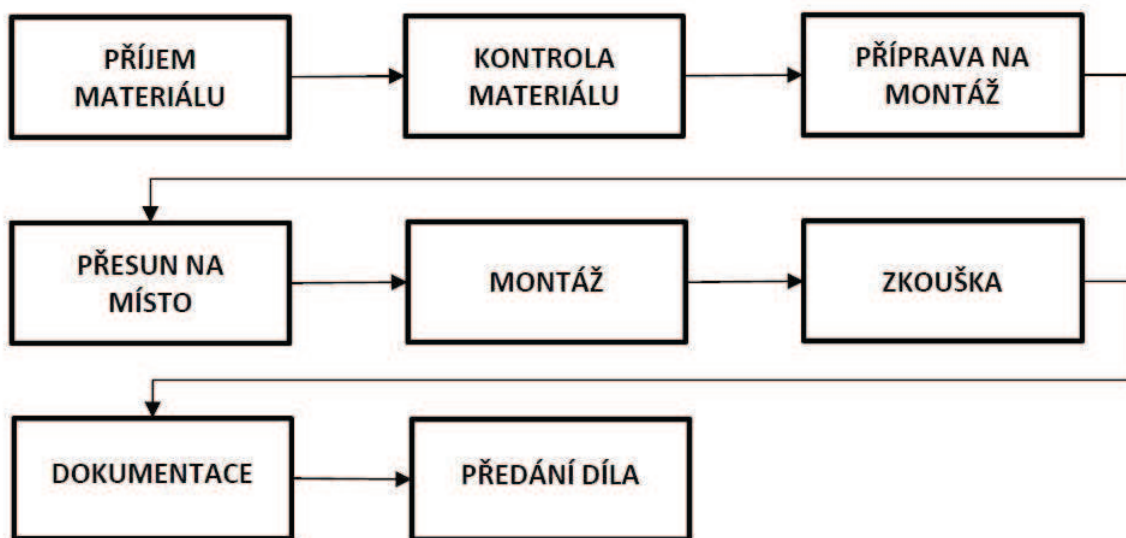 PŘÍJEM
MATERIÁLU
KONTROLA
MATERIÁLU
PŘÍPRAVA NA
MONTÁŽ
PŘESUN NA
MÍSTO
MONTÁŽ
ZKOUŠKA
DOKUMENTACE
PŘEDÁNÍ DÍLA